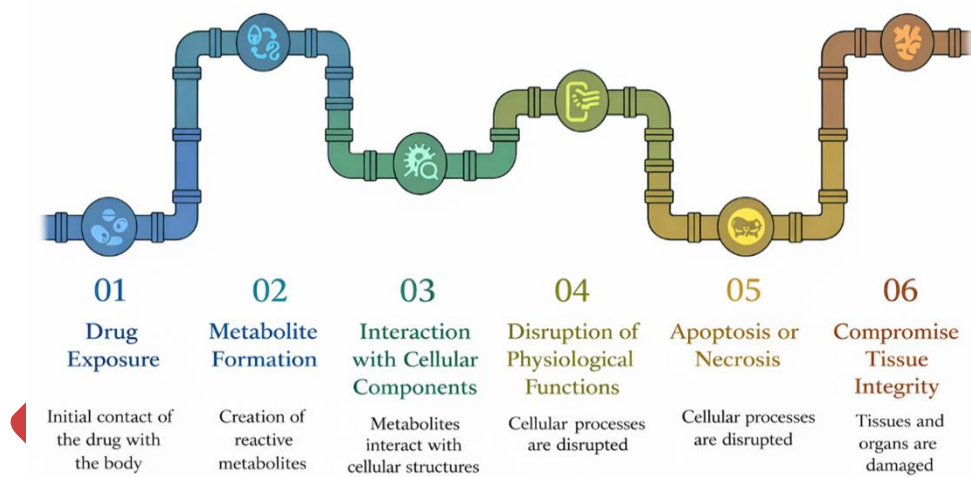 01
Drug
Exposure
Initial contact of
the drug with
the body
02
Metabolite
Formation
Creation of
reactive
metabolites
03
Interaction
with Cellular
Components
Metabolites
interact with
cellular structures
04
Disruption of
Physiological
Functions
Cellular processes
are disrupted
05
Apoptosis or
Necrosis
Cellular processes
are disrupted
06
Compromise
Tissue
Integrity
Tissues and
organs are
damaged